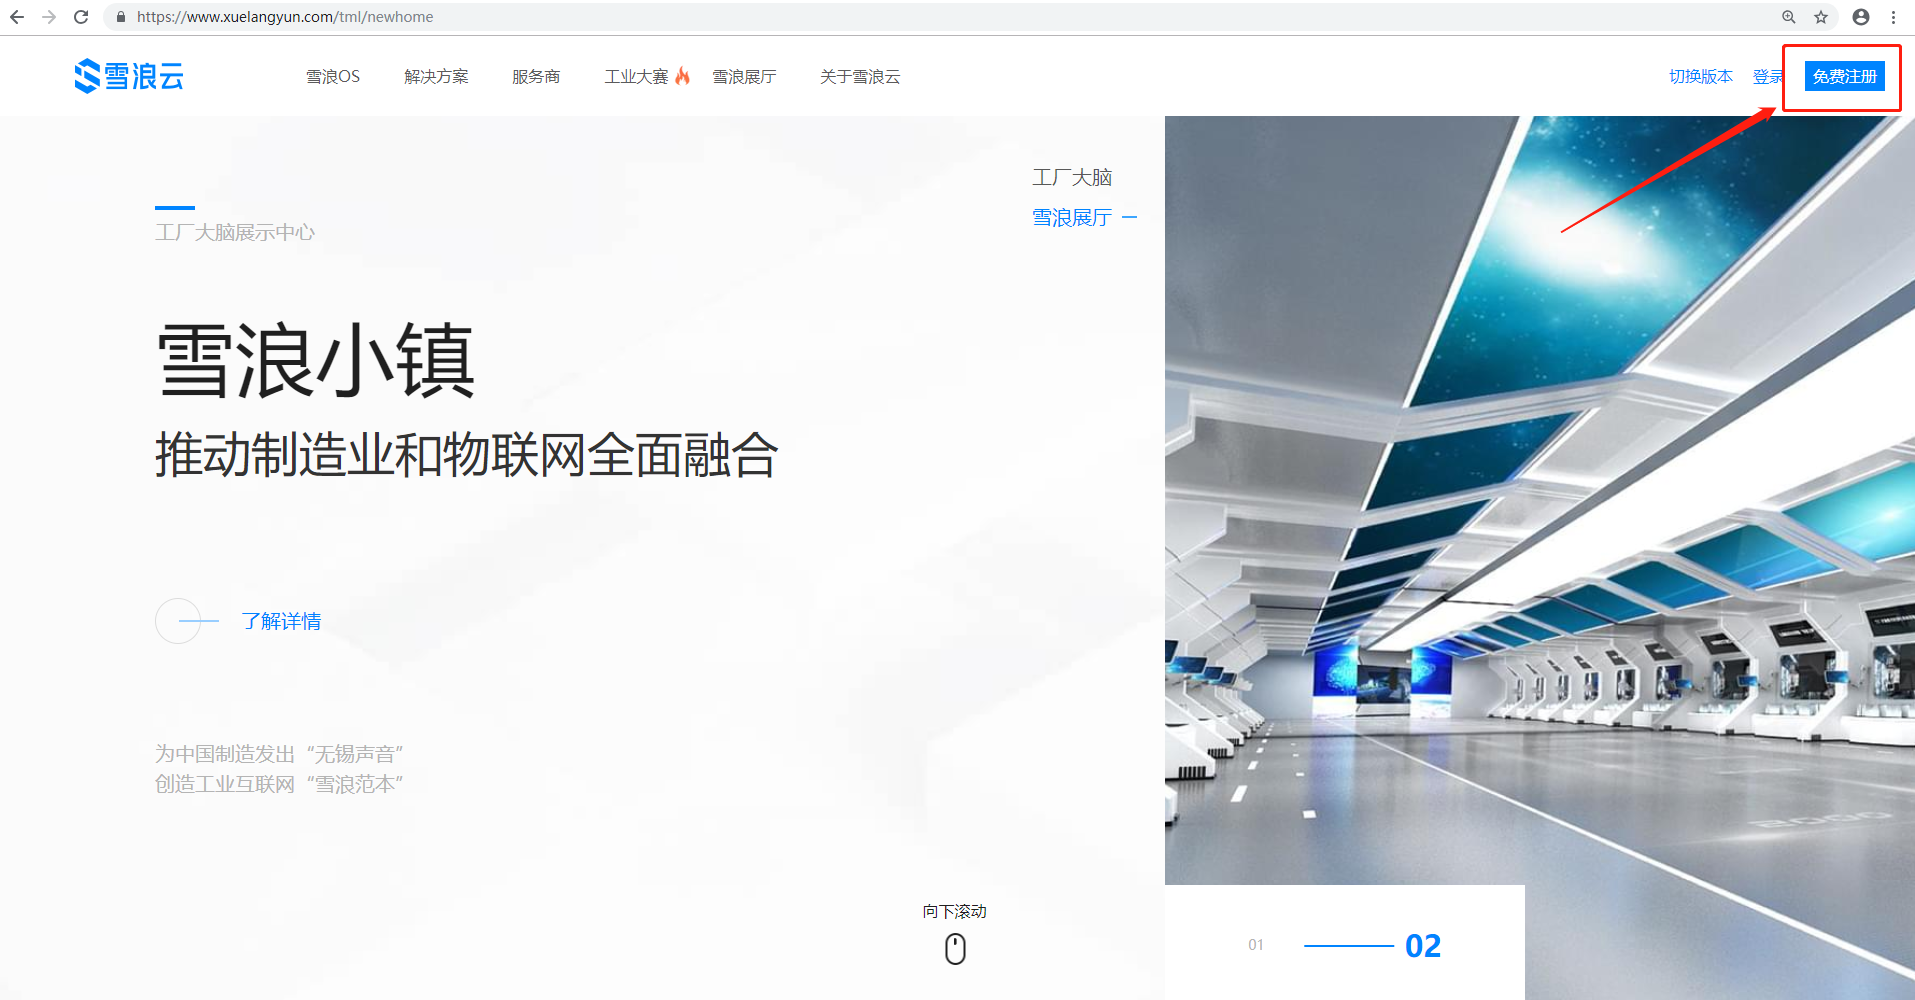 https://www.xuelangyun.com/tml/newhome
雪浪云
雪浪OS 解决方案 服务商 工业大赛 雪浪展厅 关于雪浪云 切换版本 登录 免费注册
工厂大脑
雪浪展厅
工厂大脑展示中心
雪浪小镇
推动制造业和物联网全面融合
了解详情
为中国制造发出“无锡声音”
创造工业互联网“雪浪范本”
向下滚动
01 02